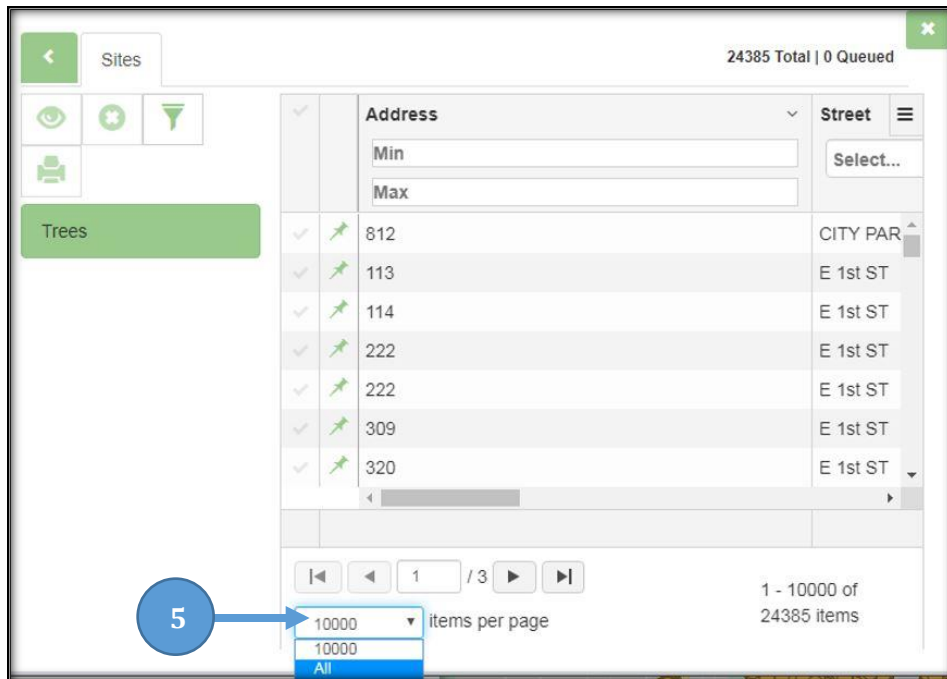 Sites
24385 Total | 0 Queued
Address
Street
Min
Select...
Max
Trees
812
CITY PAR
113
E 1st ST
114
E 1st ST
222
E 1st ST
222
E 1st ST
309
E 1st ST
320
E 1st ST
1 / 3
1 - 10000 of
24385 items
5
10000 items per page
10000
All